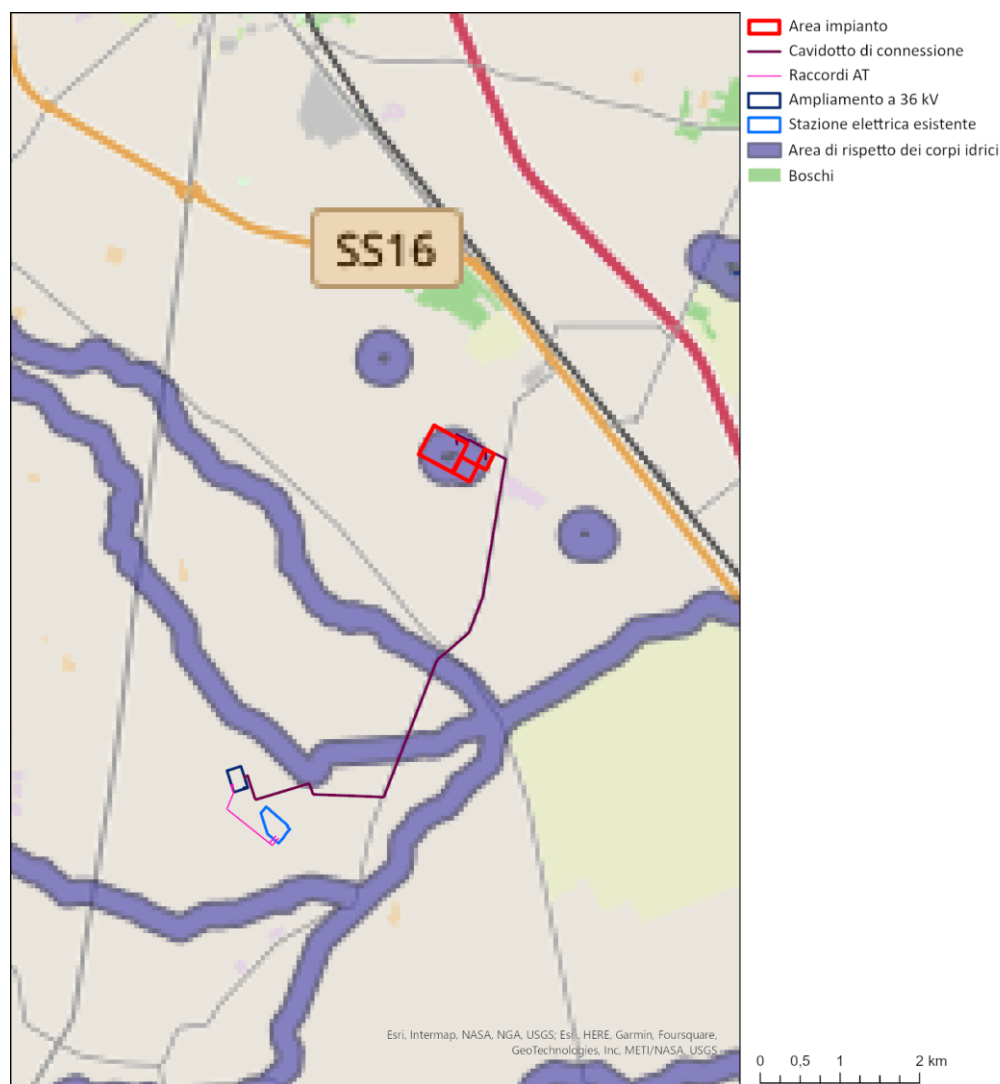 Area impianto
Cavidotto di connessione
Raccordi AT
Ampliamento a 36 kV
Stazione elettrica esistente
Area di rispetto dei corpi idrici
Boschi
SS16
Esri, Intermap, NASA, NGA, USGS; Esri, HERE, Garmin, Foursquare,
GeoTechnologies, Inc, METI/NASA, USGS
0 0,5 1 2 km